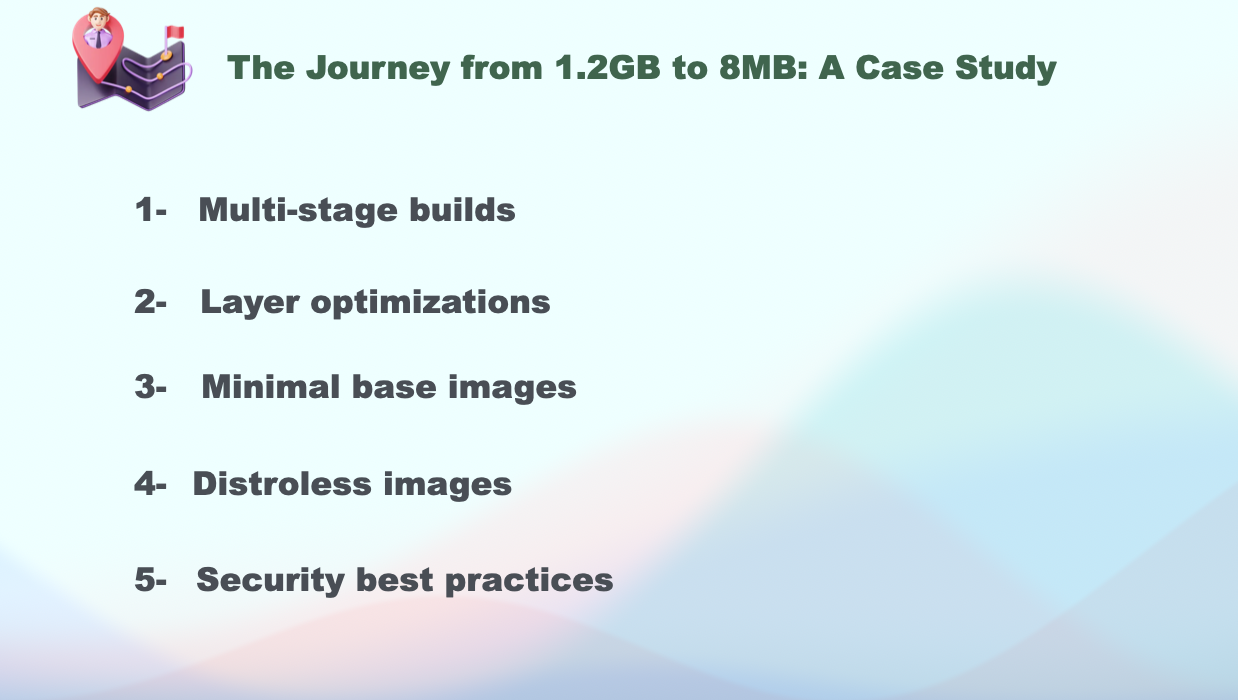 The Journey from 1.2GB to 8MB: A Case Study
1- Multi-stage builds
2- Layer optimizations
3- Minimal base images
4- Distroless images
5- Security best practices